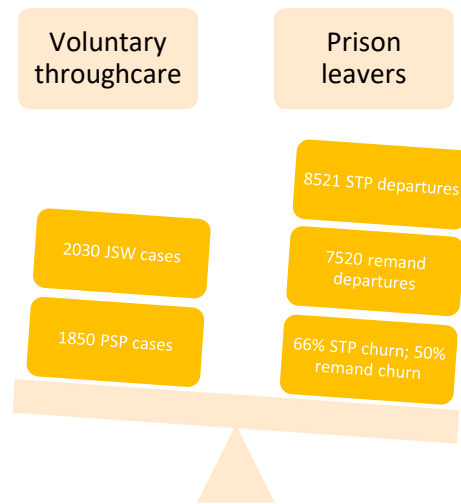 Voluntary
throughcare
Prison
leavers
8521 STP departures
2030 JSW cases
7520 remand
departures
1850 PSP cases
66% STP churn; 50%
remand churn